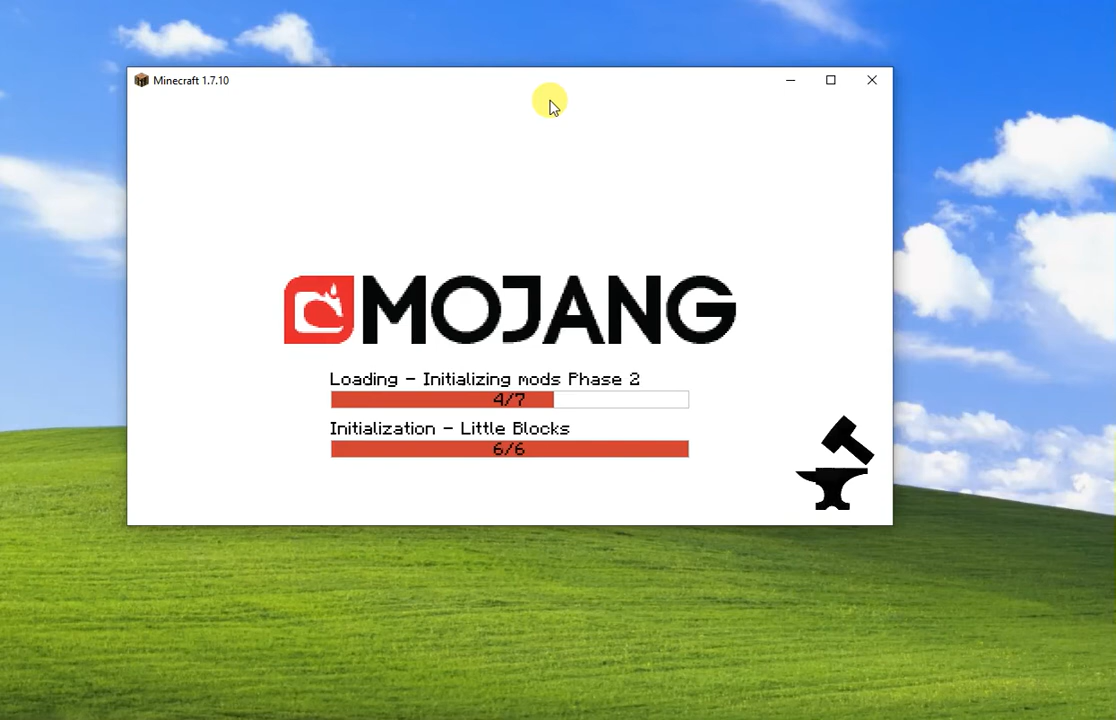 Minecraft 1.7.10
MOJANG
Loading - Initializing mods Phase 2
4/7
Initialization - Little Blocks
6/6